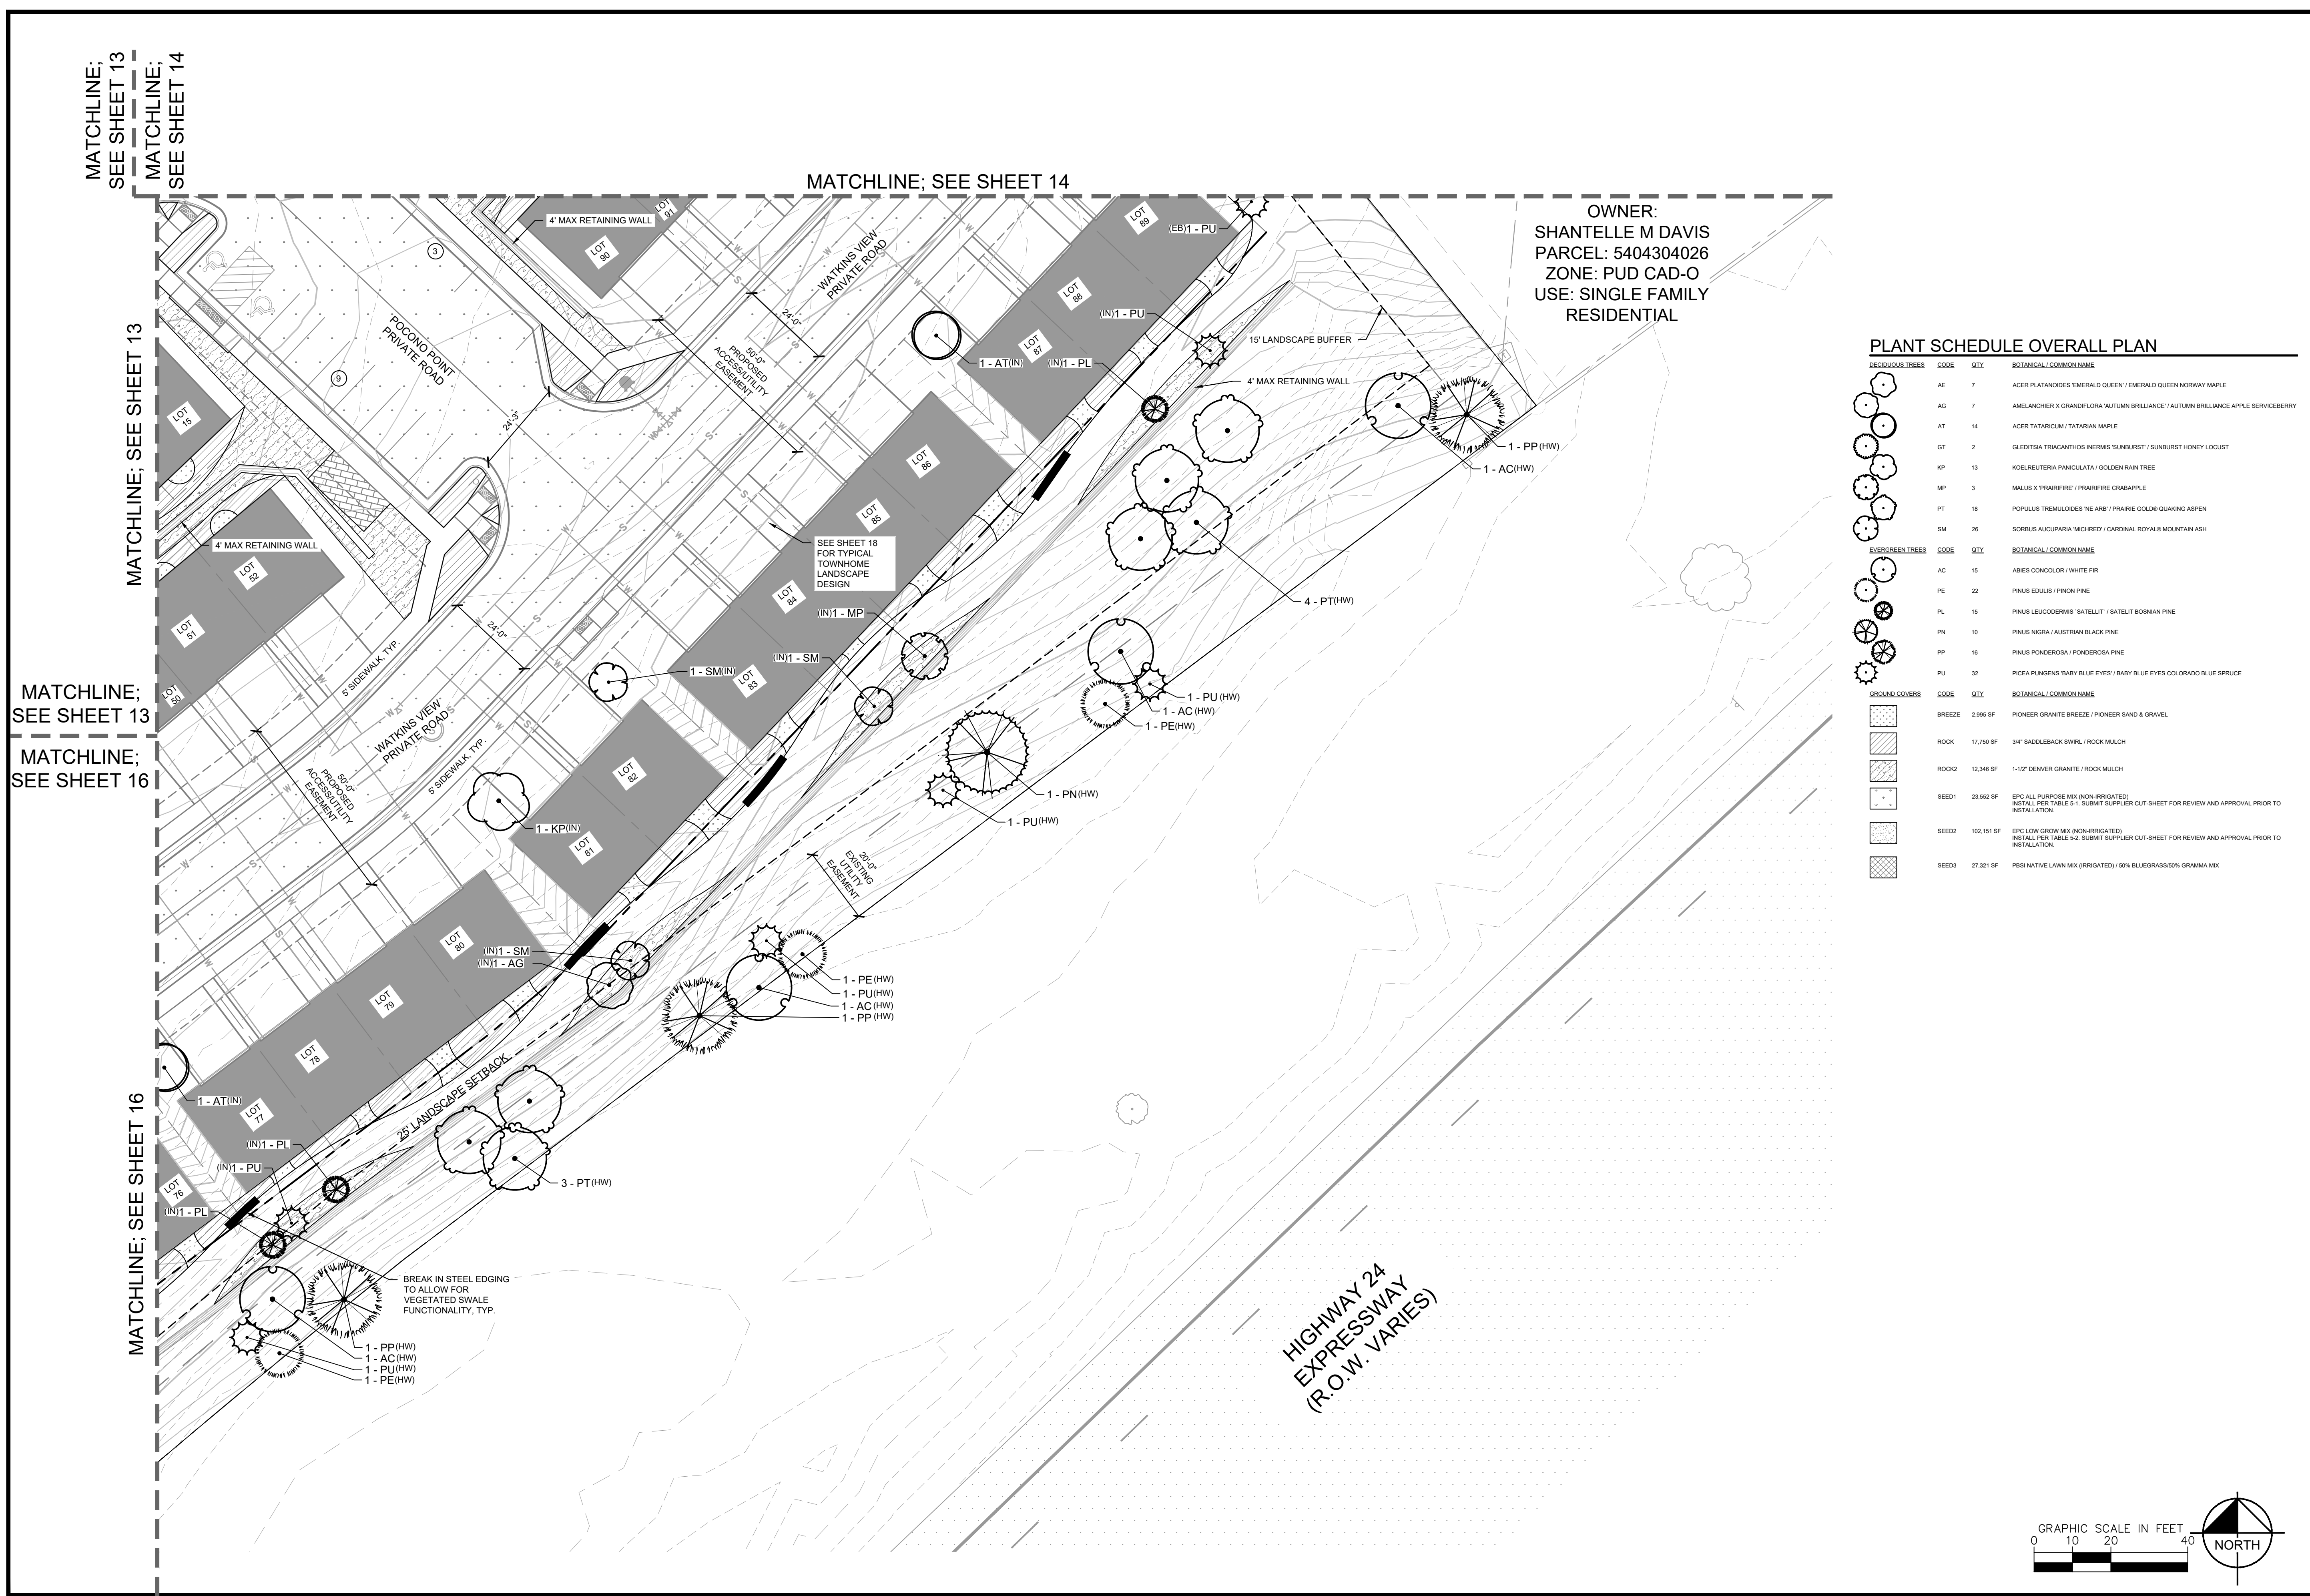 MATCHLINE;
SEE SHEET 13
MATCHLINE;
SEE SHEET 14
MATCHLINE; SEE SHEET 14
OWNER:
SHANTELLE M DAVIS
PARCEL: 5404304026
ZONE: PUD CAD-O
USE: SINGLE FAMILY
RESIDENTIAL
4' MAX RETAINING WALL
LOT
91
LOT
90
3
9
POCONO POINT
PRIVATE ROAD
WATKINS VIEW
PRIVATE ROAD
24'-0"
50'-0"
PROPOSED
ACCESS/UTILITY
EASEMENT
24'-3"
LOT
89
(EB)1 - PU
LOT
88
LOT
87
(IN)1 - PU
1 - AT(IN)
(IN)1 - PL
15' LANDSCAPE BUFFER
4' MAX RETAINING WALL
1 - PP(HW)
1 - AC(HW)
4 - PT(HW)
MATCHLINE; SEE SHEET 13
LOT
15
4' MAX RETAINING WALL
LOT
52
LOT
51
LOT
50
LOT
86
LOT
85
SEE SHEET 18
FOR TYPICAL
TOWNHOME
LANDSCAPE
DESIGN
LOT
84
(IN)1 - MP
(IN)1 - SM
1 - SM(IN)
LOT
83
24'-0"
5' SIDEWALK, TYP.
WATKINS VIEW
PRIVATE ROAD
5' SIDEWALK, TYP.
50'-0"
PROPOSED
ACCESS/UTILITY
EASEMENT
MATCHLINE;
SEE SHEET 13
MATCHLINE;
SEE SHEET 16
1 - PU (HW)
1 - AC (HW)
1 - PE(HW)
1 - PN(HW)
1 - PU(HW)
LOT
82
1 - KP(IN)
LOT
81
20'-0"
EXISTING
UTILITY
EASEMENT
LOT
80
(IN)1 - SM
(IN)1 - AG
1 - PE(HW)
1 - PU(HW)
1 - AC (HW)
1 - PP (HW)
LOT
79
LOT
78
25' LANDSCAPE SETBACK
1 - AT(IN)
LOT
77
(IN)1 - PL
(IN)1 - PU
LOT
76
(IN)1 - PL
3 - PT(HW)
MATCHLINE; SEE SHEET 16
BREAK IN STEEL EDGING
TO ALLOW FOR
VEGETATED SWALE
FUNCTIONALITY, TYP.
1 - PP(HW)
1 - AC(HW)
1 - PU(HW)
1 - PE(HW)
HIGHWAY 24
EXPRESSWAY
(R.O.W. VARIES)
PLANT SCHEDULE OVERALL PLAN
DECIDUOUS TREES CODE QTY BOTANICAL / COMMON NAME
AE 7 ACER PLATANOIDES 'EMERALD QUEEN' / EMERALD QUEEN NORWAY MAPLE
AG 7 AMELANCHIER X GRANDIFLORA 'AUTUMN BRILLIANCE' / AUTUMN BRILLIANCE APPLE SERVICEBERRY
AT 14 ACER TATARICUM / TATARIAN MAPLE
GT 2 GLEDITSIA TRIACANTHOS INERMIS 'SUNBURST' / SUNBURST HONEY LOCUST
KP 13 KOELREUTERIA PANICULATA / GOLDEN RAIN TREE
MP 3 MALUS X 'PRAIRIFIRE' / PRAIRIFIRE CRABAPPLE
PT 18 POPULUS TREMULOIDES 'NE ARB' / PRAIRIE GOLD® QUAKING ASPEN
SM 26 SORBUS AUCUPARIA 'MICHRED' / CARDINAL ROYAL® MOUNTAIN ASH
EVERGREEN TREES CODE QTY BOTANICAL / COMMON NAME
AC 15 ABIES CONCOLOR / WHITE FIR
PE 22 PINUS EDULIS / PINON PINE
PL 15 PINUS LEUCODERMIS `SATELLIT` / SATELIT BOSNIAN PINE
PN 10 PINUS NIGRA / AUSTRIAN BLACK PINE
PP 16 PINUS PONDEROSA / PONDEROSA PINE
PU 32 PICEA PUNGENS 'BABY BLUE EYES' / BABY BLUE EYES COLORADO BLUE SPRUCE
GROUND COVERS CODE QTY BOTANICAL / COMMON NAME
BREEZE 2,995 SF PIONEER GRANITE BREEZE / PIONEER SAND & GRAVEL
ROCK 17,750 SF 3/4" SADDLEBACK SWIRL / ROCK MULCH
ROCK2 12,346 SF 1-1/2" DENVER GRANITE / ROCK MULCH
SEED1 23,552 SF EPC ALL PURPOSE MIX (NON-IRRIGATED)
INSTALL PER TABLE 5-1. SUBMIT SUPPLIER CUT-SHEET FOR REVIEW AND APPROVAL PRIOR TO
INSTALLATION.
SEED2 102,151 SF EPC LOW GROW MIX (NON-IRRIGATED)
INSTALL PER TABLE 5-2. SUBMIT SUPPLIER CUT-SHEET FOR REVIEW AND APPROVAL PRIOR TO
INSTALLATION.
SEED3 27,321 SF PBSI NATIVE LAWN MIX (IRRIGATED) / 50% BLUEGRASS/50% GRAMMA MIX
GRAPHIC SCALE IN FEET
0 10 20 40
NORTH